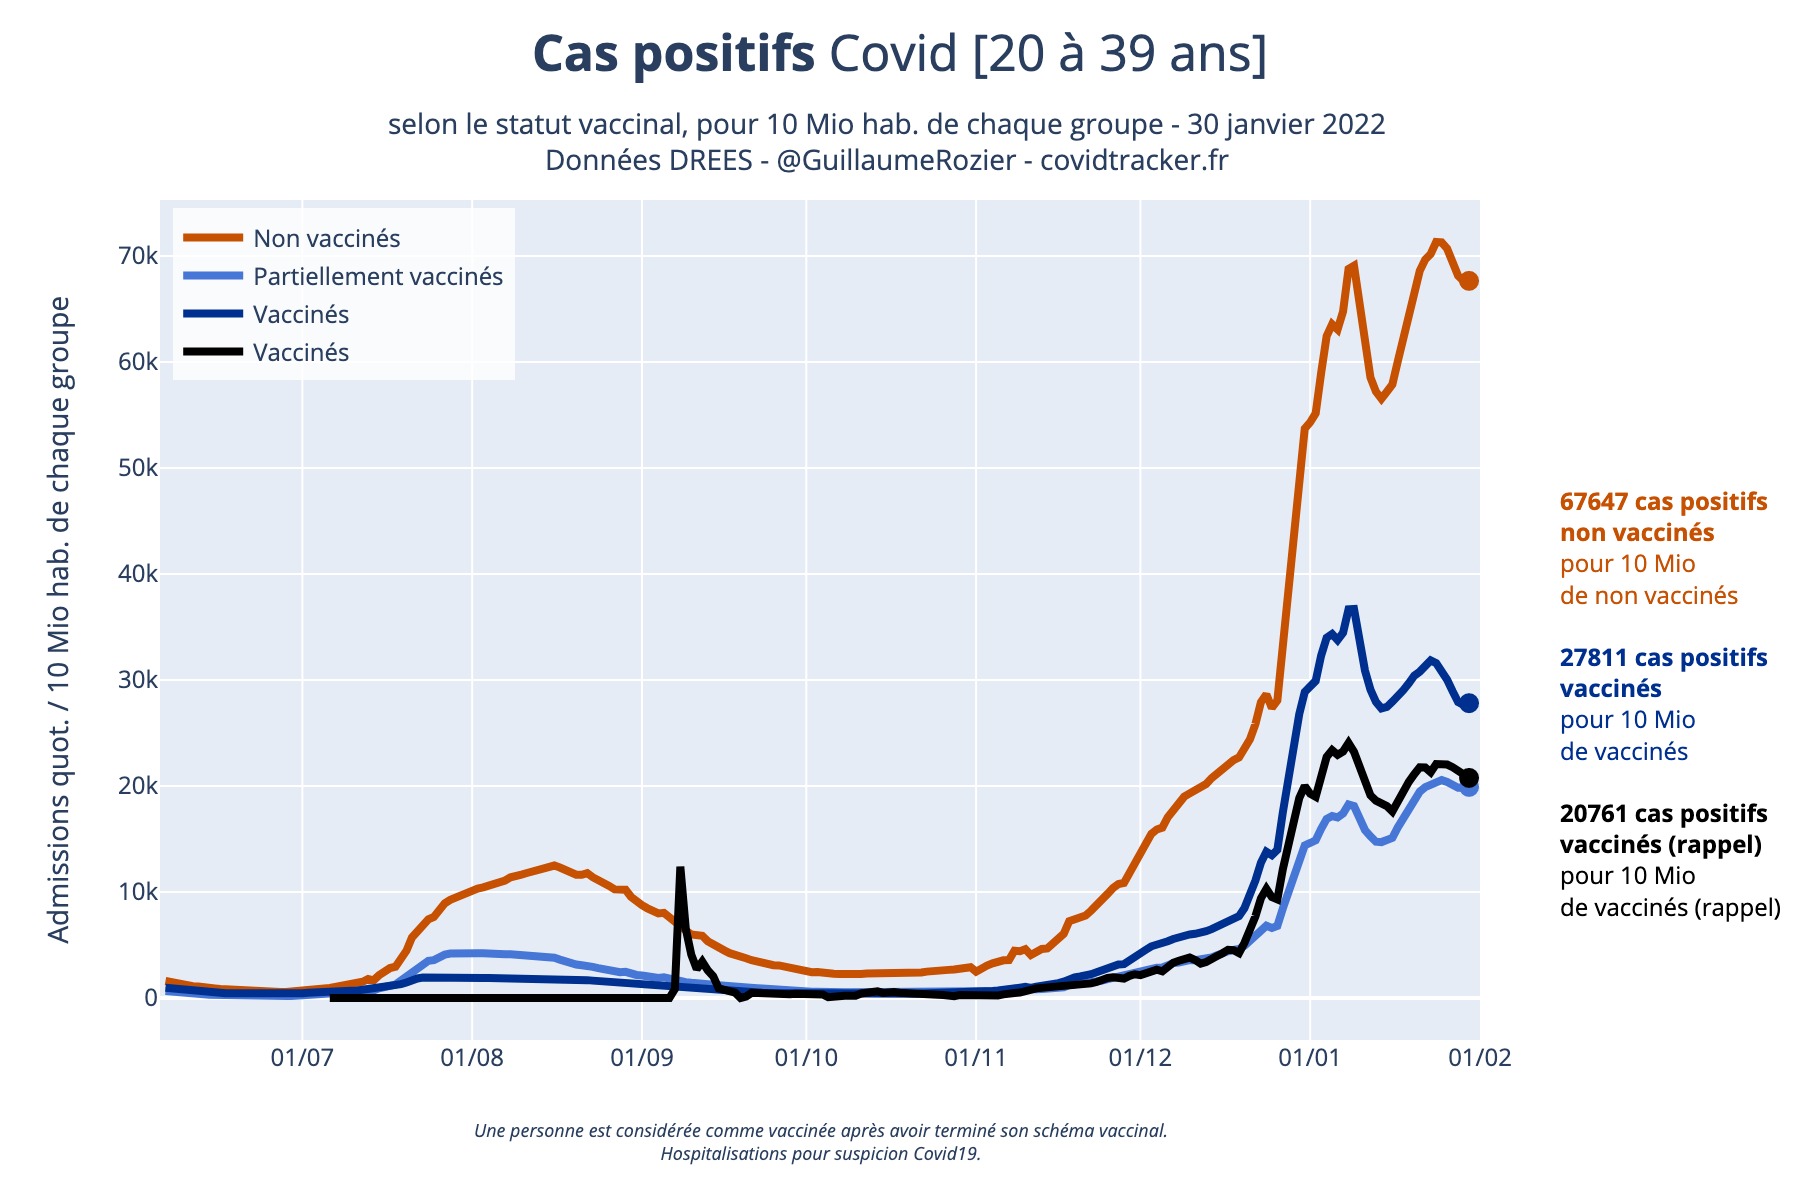 Cas positifs Covid [20 à 39 ans]
selon le statut vaccinal, pour 10 Mio hab. de chaque groupe - 30 janvier 2022
Données DREES - @GuillaumeRozier - covidtracker.fr
Admissions quot. / 10 Mio hab. de chaque groupe
Non vaccinés
Partiellement vaccinés
Vaccinés
Vaccinés
70k
60k
50k
40k
30k
20k
10k
0
01/07
01/08
01/09
01/10
01/11
01/12
01/01
01/02
67647 cas positifs
non vaccinés
pour 10 Mio
de non vaccinés
27811 cas positifs
vaccinés
pour 10 Mio
de vaccinés
20761 cas positifs
vaccinés (rappel)
pour 10 Mio
de vaccinés (rappel)
Une personne est considérée comme vaccinée après avoir terminé son schéma vaccinal.
Hospitalisations pour suspicion Covid19.